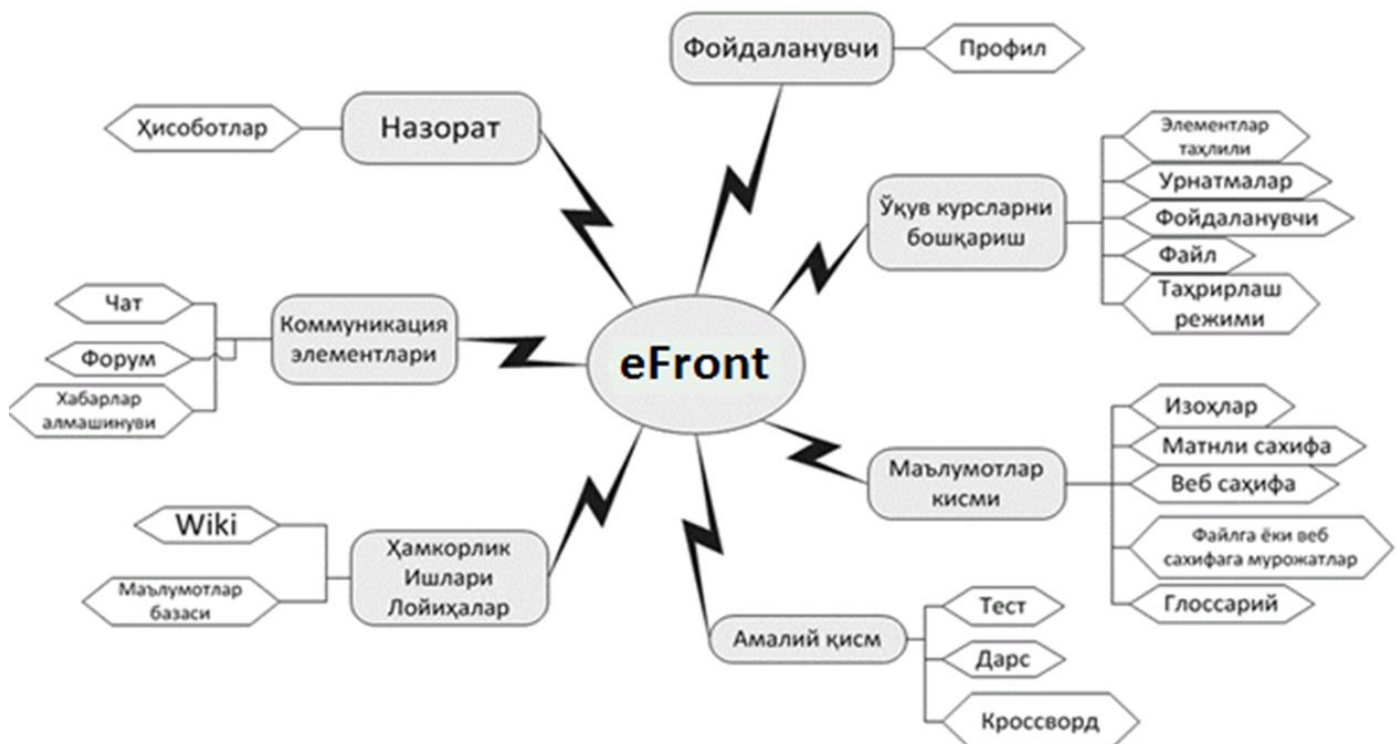 Фойдаланувчи
Профил
Ҳисоботлар
Назорат
Ўқув курсларни
бошқариш
Элементлар
таҳлили
Урнатмалар
Фойдаланувчи
Файл
Таҳрирлаш
режими
Чат
Форум
Хабарлар
алмашинуви
Коммуникация
элементлари
eFront
Маълумотлар
кисми
Изоҳлар
Матнли сахифа
Веб саҳифа
Файлга ёки веб
сахифага мурожатлар
Глоссарий
Wiki
Маълумотлар
базаси
Ҳамкорлик
Ишлари
Лойиҳалар
Амалий қисм
Тест
Дарс
Кроссворд